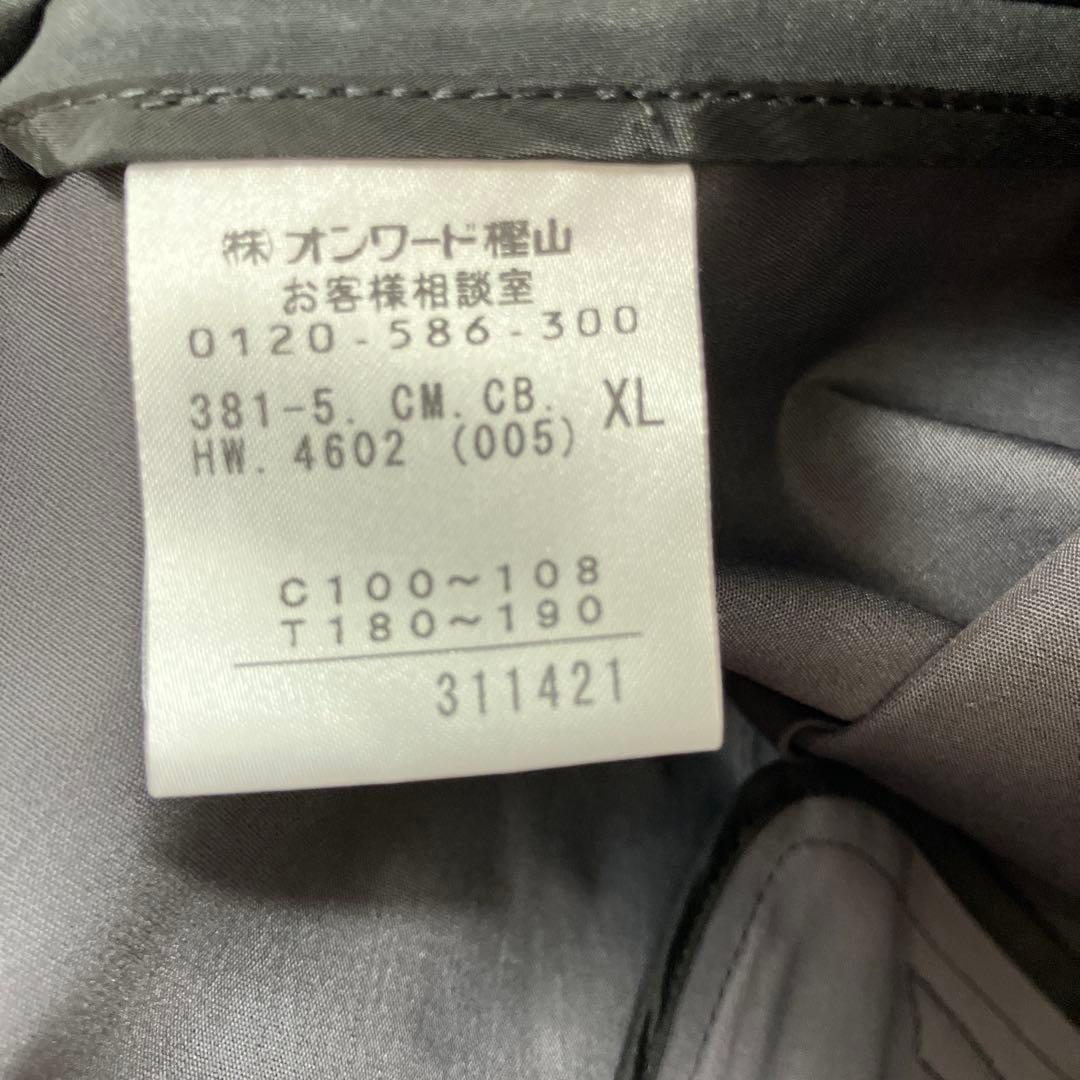 (株)オンワード樫山
お客様相談室
0120-586-300
381-5. CM.CB. XL
HW. 4602 (005)
C100～108
T180～190
311421